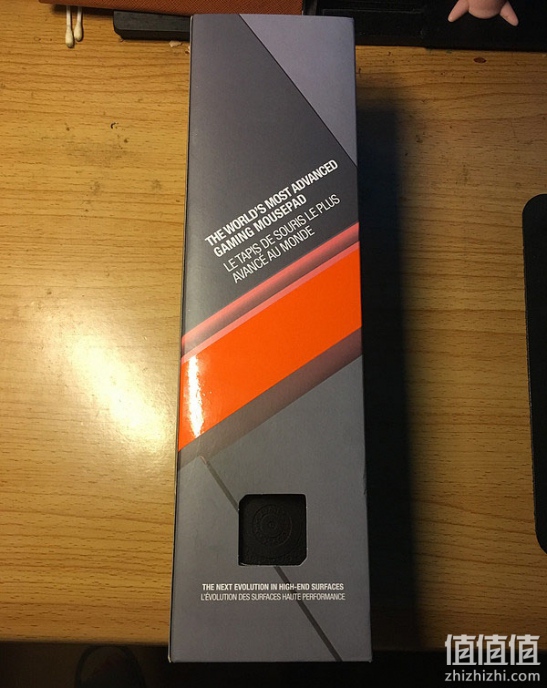 THE WORLD'S MOST ADVANCED
GAMING MOUSEPAD
LE TAPIS DE SOURIS LE PLUS
AVANCÉ AU MONDE
THE NEXT EVOLUTION IN HIGH-END SURFACES
L'ÉVOLUTION DES SURFACES HAUTE PERFORMANCE
值值值
zhizhizhi.com